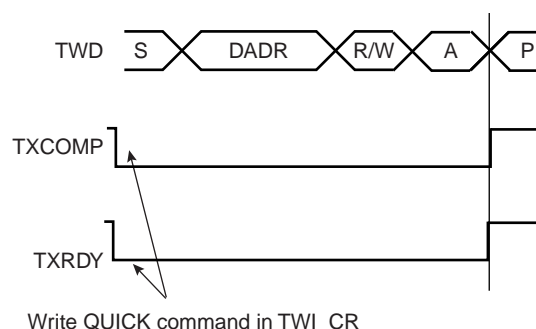 TWD S DADR R/W A P
TXCOMP
TXRDY
Write QUICK command in TWI_CR